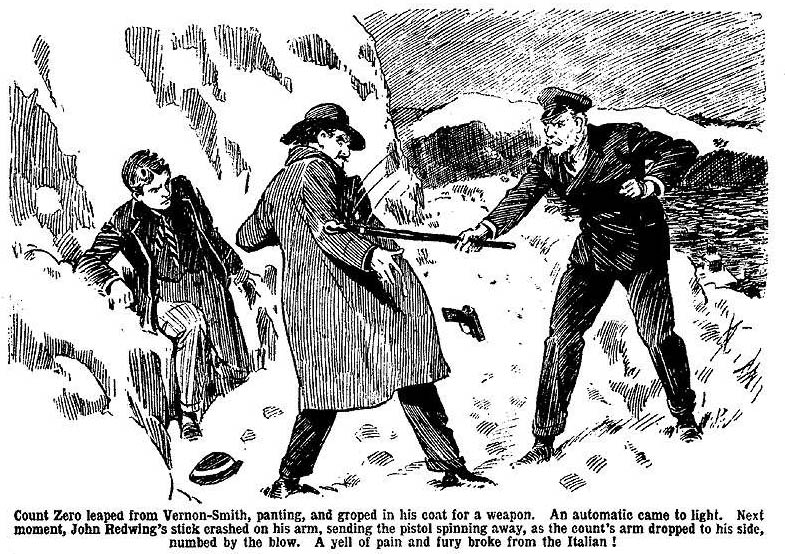 Count Zero leaped from Vernon-Smith, panting, and groped in his coat for a weapon. An automatic came to light. Next
moment, John Redwing's stick crashed on his arm, sending the pistol spinning away, as the count's arm dropped to his side,
numbed by the blow. A yell of pain and fury broke from the Italian !